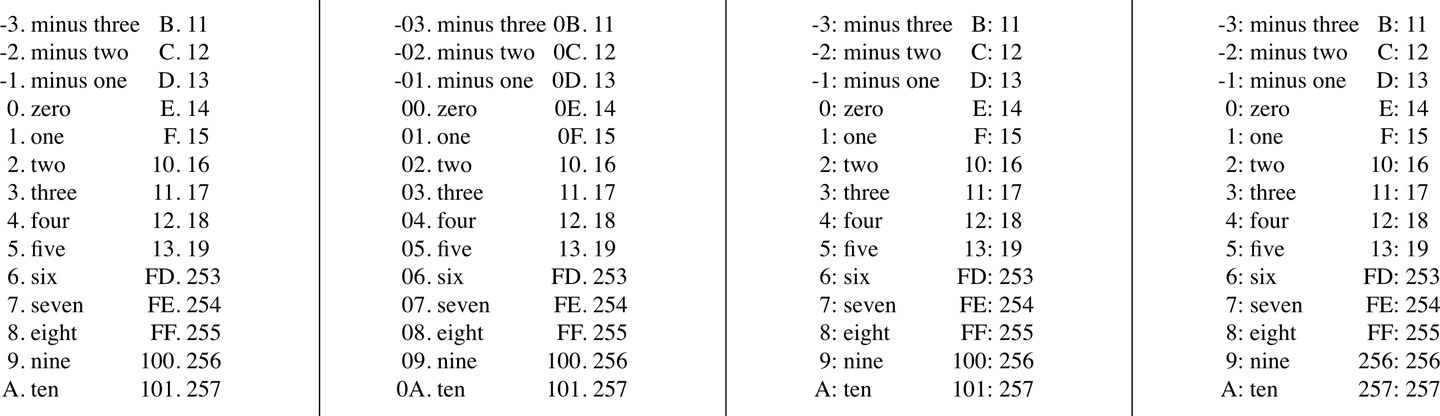 -3. minus three B. 11
-2. minus two C. 12
-1. minus one D. 13
0. zero E. 14
1. one F. 15
2. two 10. 16
3. three 11. 17
4. four 12. 18
5. five 13. 19
6. six FD. 253
7. seven FE. 254
8. eight FF. 255
9. nine 100. 256
A. ten 101. 257
-03. minus three 0B. 11
-02. minus two 0C. 12
-01. minus one 0D. 13
00. zero 0E. 14
01. one 0F. 15
02. two 10. 16
03. three 11. 17
04. four 12. 18
05. five 13. 19
06. six FD. 253
07. seven FE. 254
08. eight FF. 255
09. nine 100. 256
0A. ten 101. 257
-3: minus three B: 11
-2: minus two C: 12
-1: minus one D: 13
0: zero E: 14
1: one F: 15
2: two 10: 16
3: three 11: 17
4: four 12: 18
5: five 13: 19
6: six FD: 253
7: seven FE: 254
8: eight FF: 255
9: nine 100: 256
A: ten 101: 257
-3: minus three B: 11
-2: minus two C: 12
-1: minus one D: 13
0: zero E: 14
1: one F: 15
2: two 10: 16
3: three 11: 17
4: four 12: 18
5: five 13: 19
6: six FD: 253
7: seven FE: 254
8: eight FF: 255
9: nine 256: 256
A: ten 257: 257